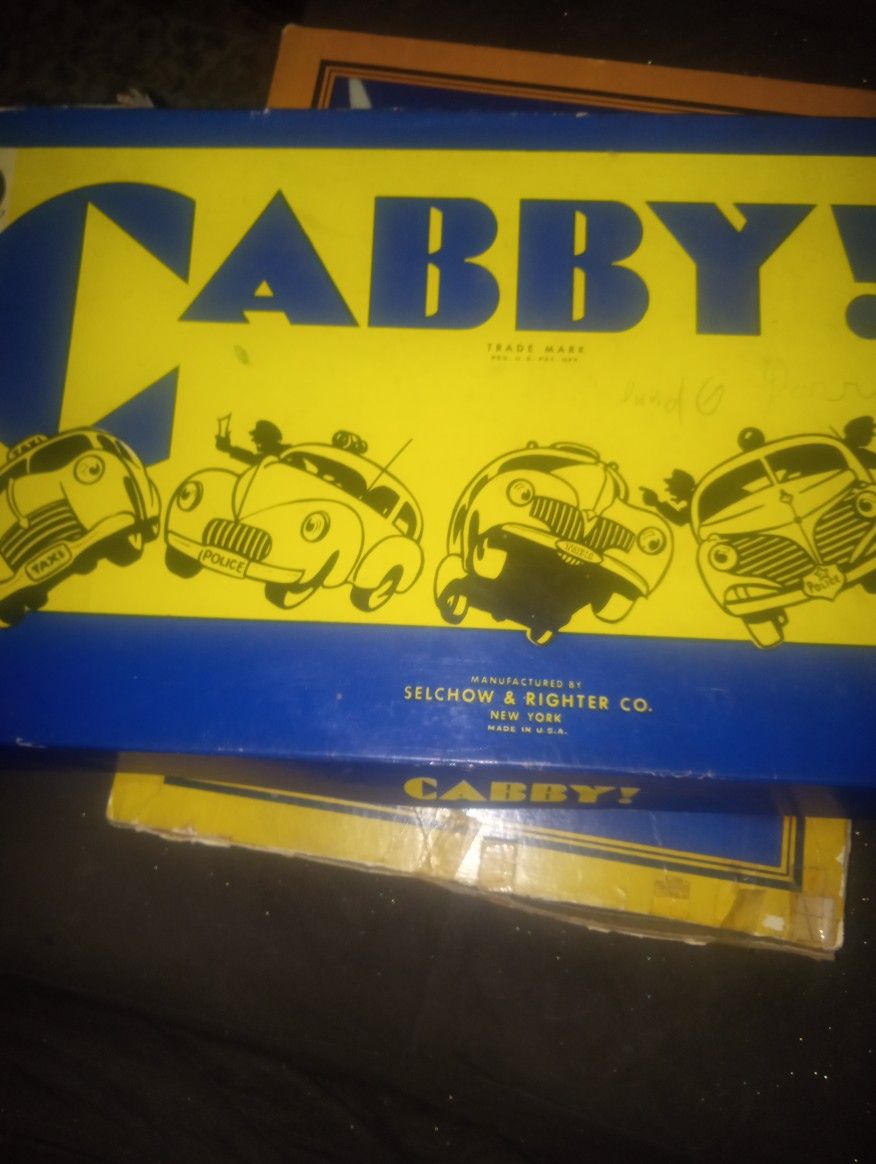 CABBY!
TRADE MARK
REG. U.S. PAT. OFF.
TAXI
TAXI
POLICE
POLICE
MANUFACTURED BY
SELCHOW & RIGHTER CO.
NEW YORK
MADE IN U.S.A.
CABBY!